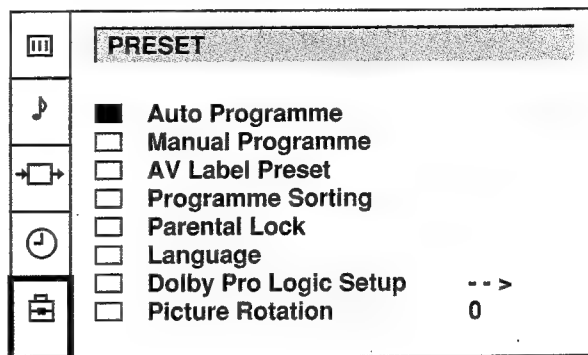 PRESET
Auto Programme
Manual Programme
AV Label Preset
Programme Sorting
Parental Lock
Language
Dolby Pro Logic Setup - - >
Picture Rotation 0